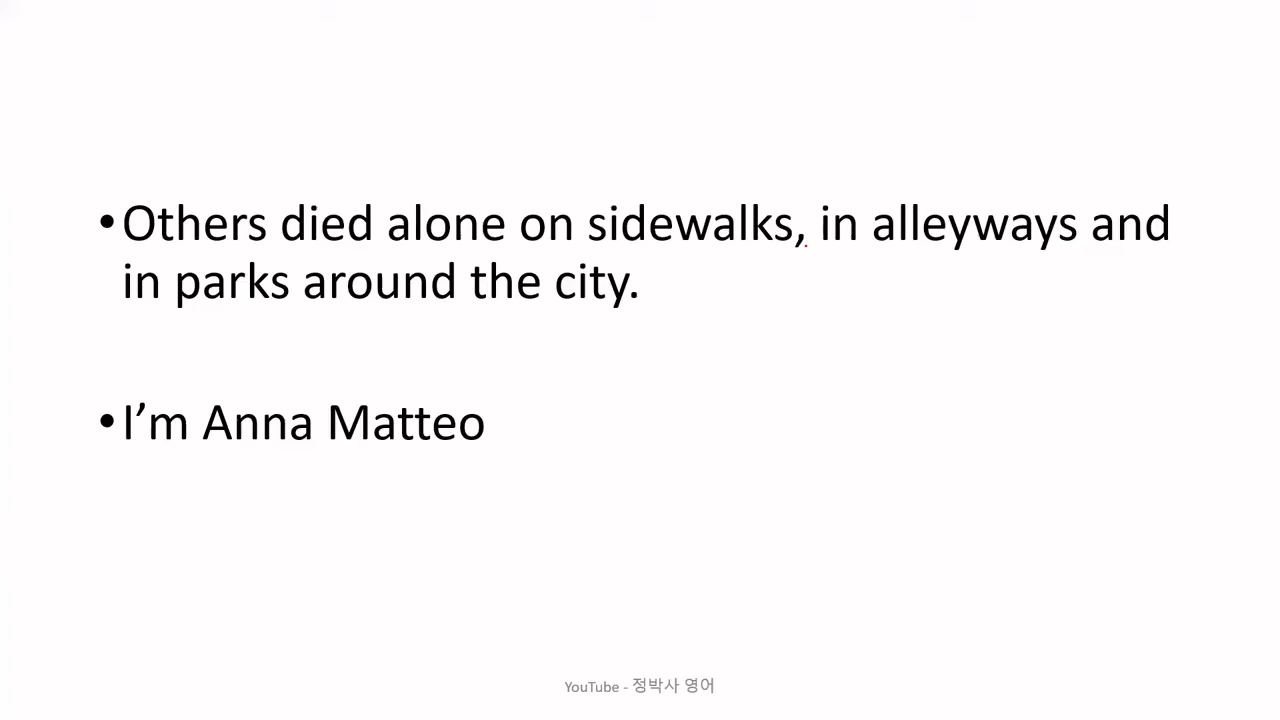 •Others died alone on sidewalks, in alleyways and
in parks around the city.
•I’m Anna Matteo
YouTube - 정박사 영어